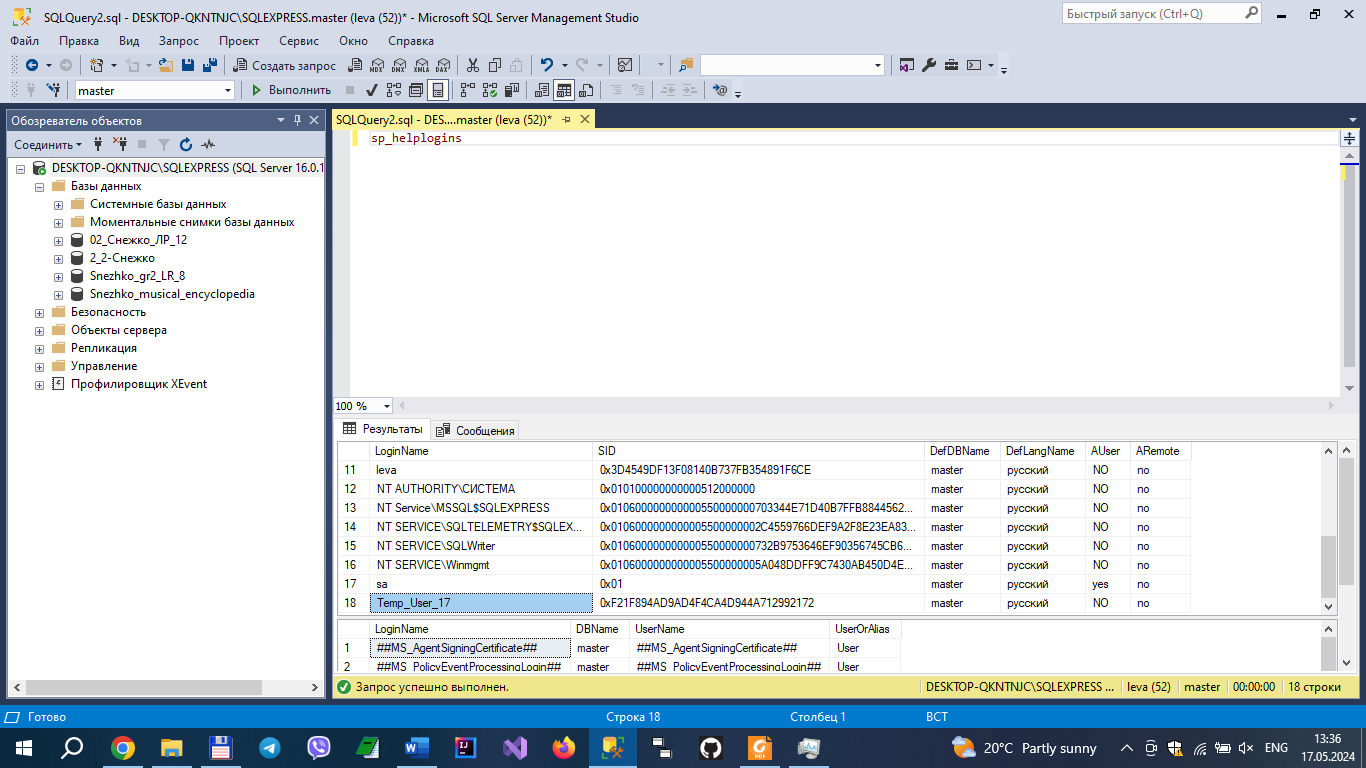 SQLQuery2.sql - DESKTOP-QKNTNJC\SQLEXPRESS.master (leva (52))* - Microsoft SQL Server Management Studio
Быстрый запуск (Ctrl+Q)
Файл Правка Вид Запрос Проект Сервис Окно Справка
Создать запрос MDX DMX XMLA DAX
master Выполнить
Обозреватель объектов
SQLQuery2.sql - DES....master (leva (52))*
Соединить
sp_helplogins
DESKTOP-QKNTNJC\SQLEXPRESS (SQL Server 16.0.1
Базы данных
Системные базы данных
Моментальные снимки базы данных
02_Снежко_ЛР_12
2_2-Снежко
Snezhko_gr2_LR_8
Snezhko_musical_encyclopedia
Безопасность
Объекты сервера
Репликация
Управление
Профилировщик XEvent
100 %
Результаты Сообщения
LoginName SID DefDBName DefLangName AUser ARemote
11 leva 0x3D4549DF13F08140B737FB354891F6CE master русский NO no
12 NT AUTHORITY\СИСТЕМА 0x010100000000000512000000 master русский NO no
13 NT Service\MSSQL$SQLEXPRESS 0x010600000000000550000000703344E71D40B7FFB8844562... master русский NO no
14 NT SERVICE\SQLTELEMETRY$SQLEX... 0x0106000000000005500000002C4559766DEF9A2F8E23EA83... master русский NO no
15 NT SERVICE\SQLWriter 0x010600000000000550000000732B9753646EF90356745CB6... master русский NO no
16 NT SERVICE\Winmgmt 0x0106000000000005500000005A048DDFF9C7430AB450D4E... master русский NO no
17 sa 0x01 master русский yes no
18 Temp_User_17 0xF21F894AD9AD4F4CA4D944A712992172 master русский NO no
LoginName DBName UserName UserOrAlias
1 ##MS_AgentSigningCertificate## master ##MS_AgentSigningCertificate## User
2 ##MS_PolicyEventProcessingLogin## master ##MS_PolicyEventProcessingLogin## User
Запрос успешно выполнен. DESKTOP-QKNTNJC\SQLEXPRESS ... leva (52) master 00:00:00 18 строки
Готово Строка 18 Столбец 1 ВСТ
20°C Partly sunny ENG 13:36
17.05.2024